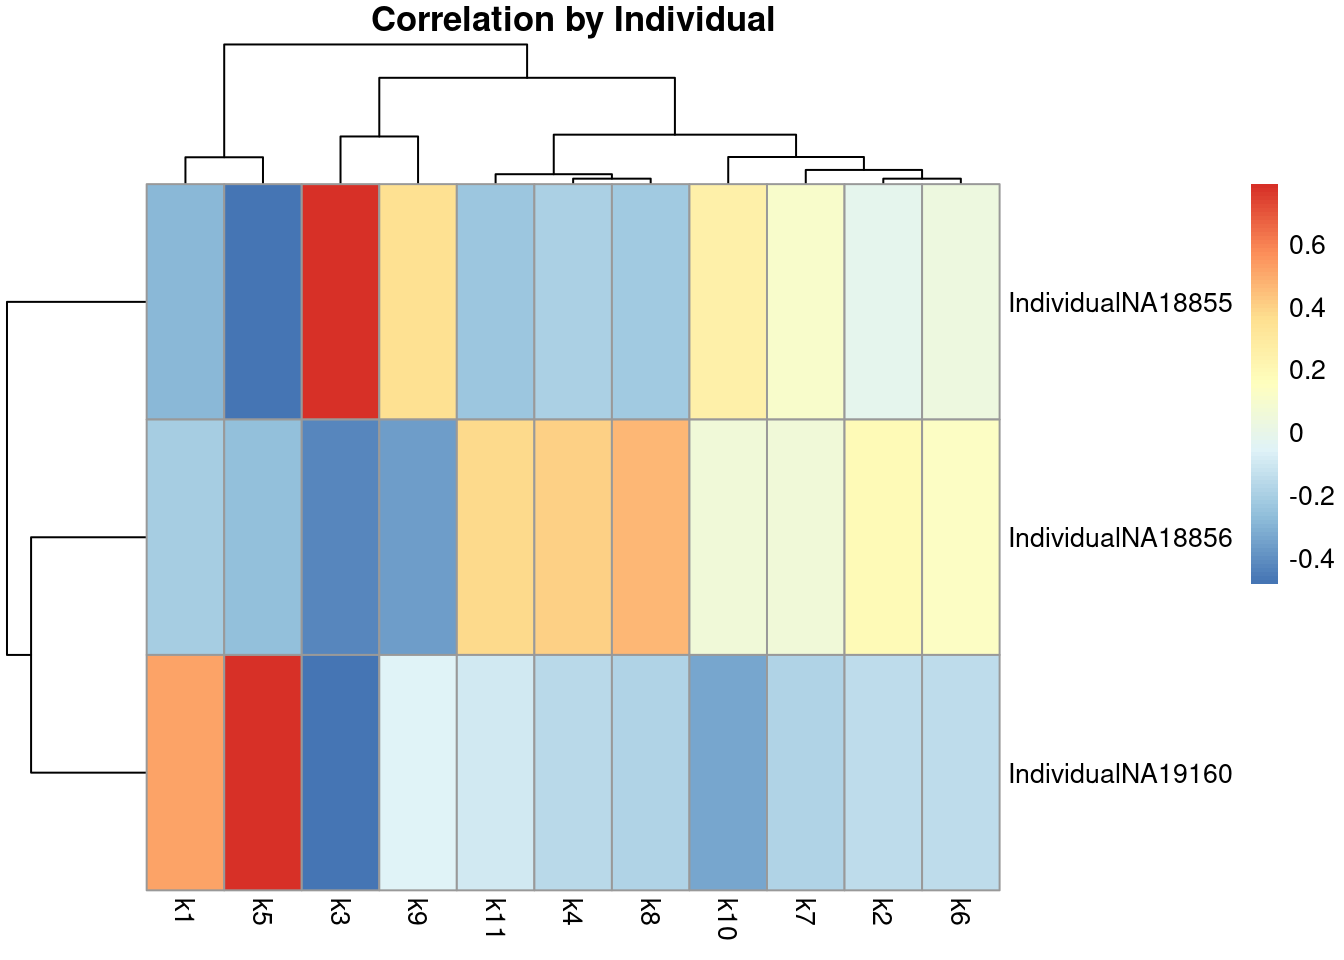 Correlation by Individual
0.6
0.4
0.2
0
-0.2
-0.4
IndividualNA18855
IndividualNA18856
IndividualNA19160
k1 k5 k3 k9 k11 k4 k8 k10 k7 k2 k6